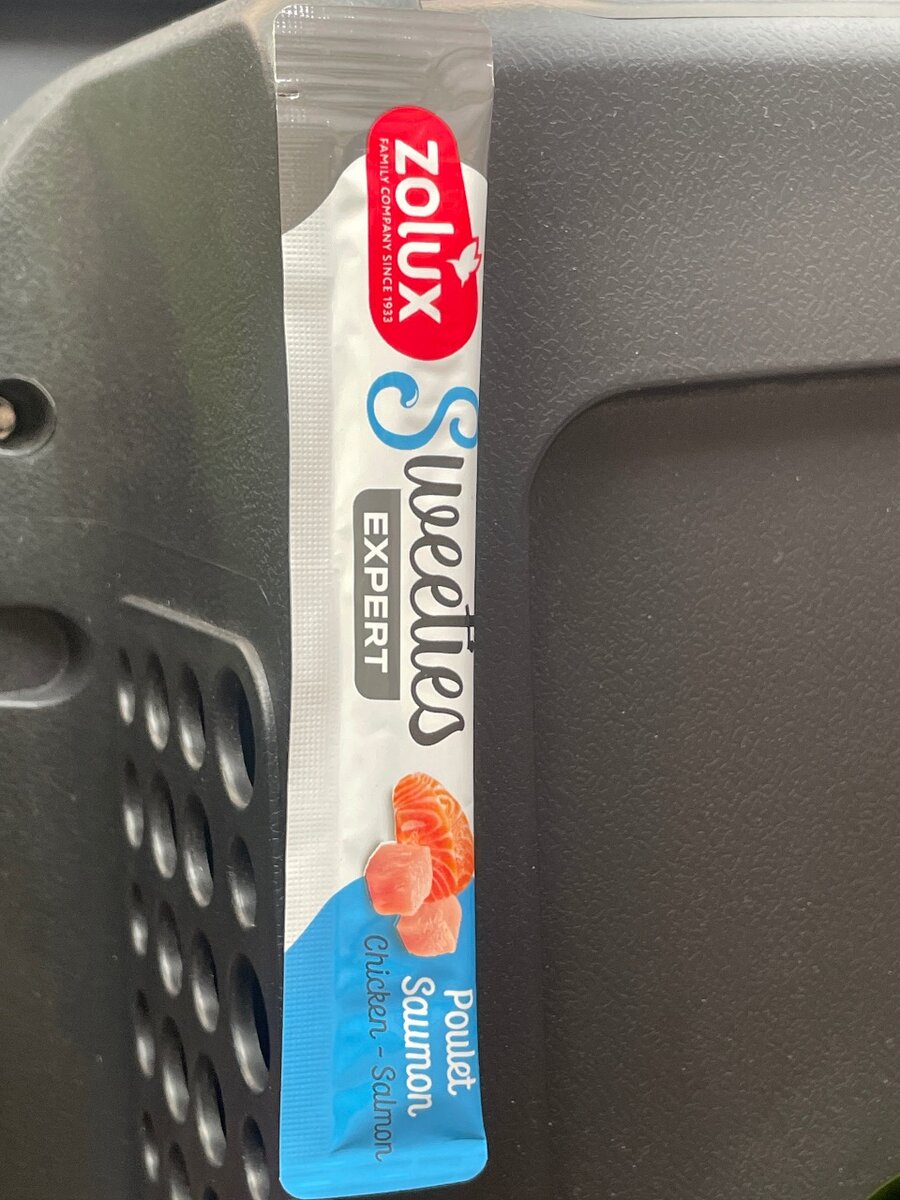 zolux
FAMILY COMPANY SINCE 1933
Sweeties
EXPERT
Poulet
Saumon
Chicken - Salmon